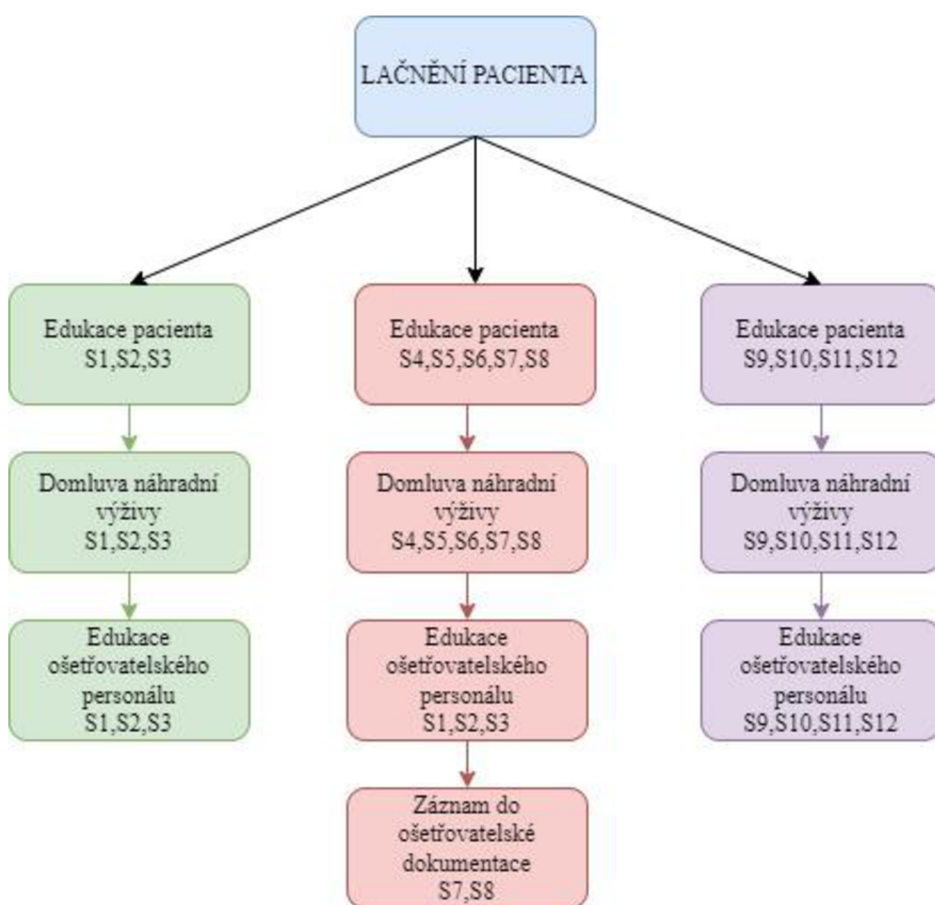 LAČNĚNÍ PACIENTA
Edukace pacienta
S1,S2,S3
Edukace pacienta
S4,S5,S6,S7,S8
Edukace pacienta
S9,S10,S11,S12
Domluva náhradní
výživy
S1,S2,S3
Domluva náhradní
výživy
S4,S5,S6,S7,S8
Domluva náhradní
výživy
S9,S10,S11,S12
Edukace
ošetřovatelského
personálu
S1,S2,S3
Edukace
ošetřovatelského
personálu
S1,S2,S3
Edukace
ošetřovatelského
personálu
S9,S10,S11,S12
Záznam do
ošetřovatelské
dokumentace
S7,S8